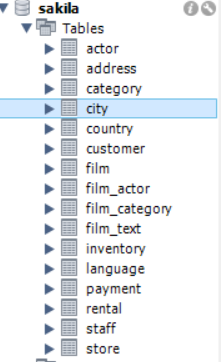 sakila
Tables
actor
address
category
city
country
customer
film
film_actor
film_category
film_text
inventory
language
payment
rental
staff
store